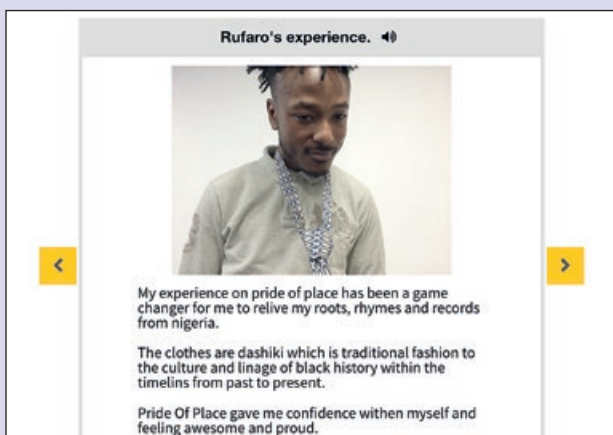 Rufaro's experience.
My experience on pride of place has been a game
changer for me to relive my roots, rhymes and records
from nigeria.
The clothes are dashiki which is traditional fashion to
the culture and linage of black history within the
timelins from past to present.
Pride Of Place gave me confidence withen myself and
feeling awesome and proud.